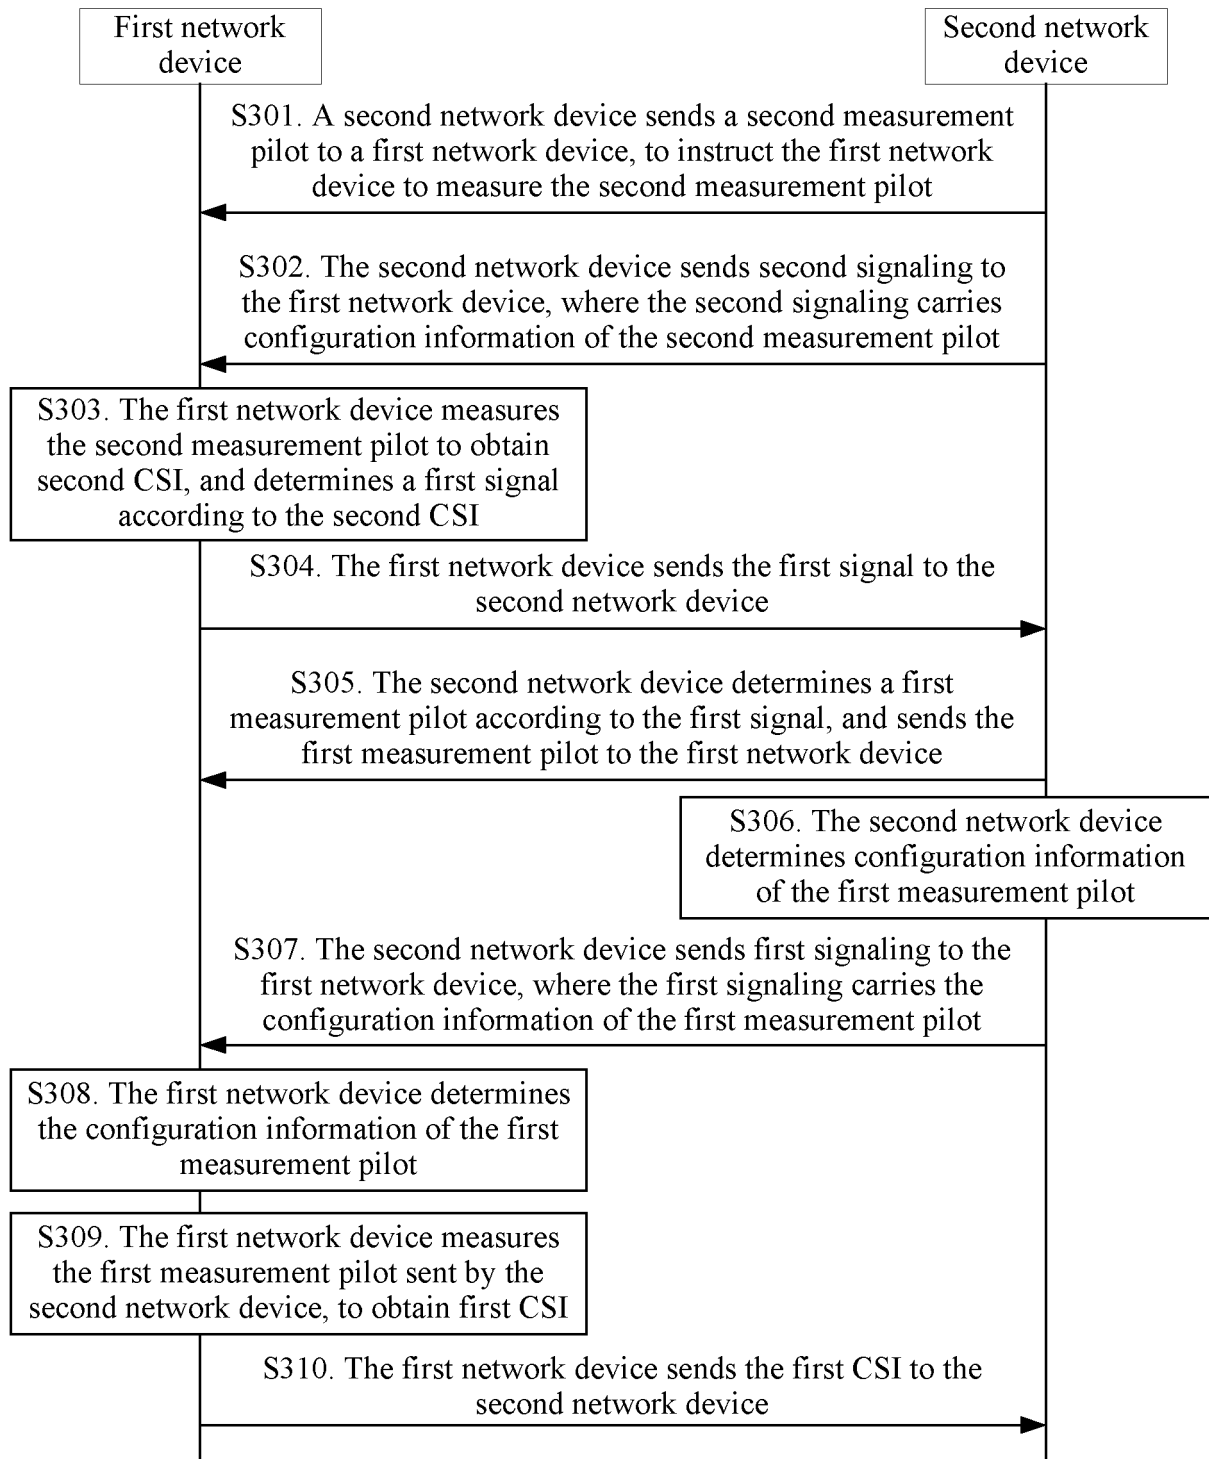 First network
device
Second network
device
S301. A second network device sends a second measurement
pilot to a first network device, to instruct the first network
device to measure the second measurement pilot
S302. The second network device sends second signaling to
the first network device, where the second signaling carries
configuration information of the second measurement pilot
S303. The first network device measures
the second measurement pilot to obtain
second CSI, and determines a first signal
according to the second CSI
S304. The first network device sends the first signal to the
second network device
S305. The second network device determines a first
measurement pilot according to the first signal, and sends the
first measurement pilot to the first network device
S306. The second network device
determines configuration information
of the first measurement pilot
S307. The second network device sends first signaling to the
first network device, where the first signaling carries the
configuration information of the first measurement pilot
S308. The first network device determines
the configuration information of the first
measurement pilot
S309. The first network device measures
the first measurement pilot sent by the
second network device, to obtain first CSI
S310. The first network device sends the first CSI to the
second network device